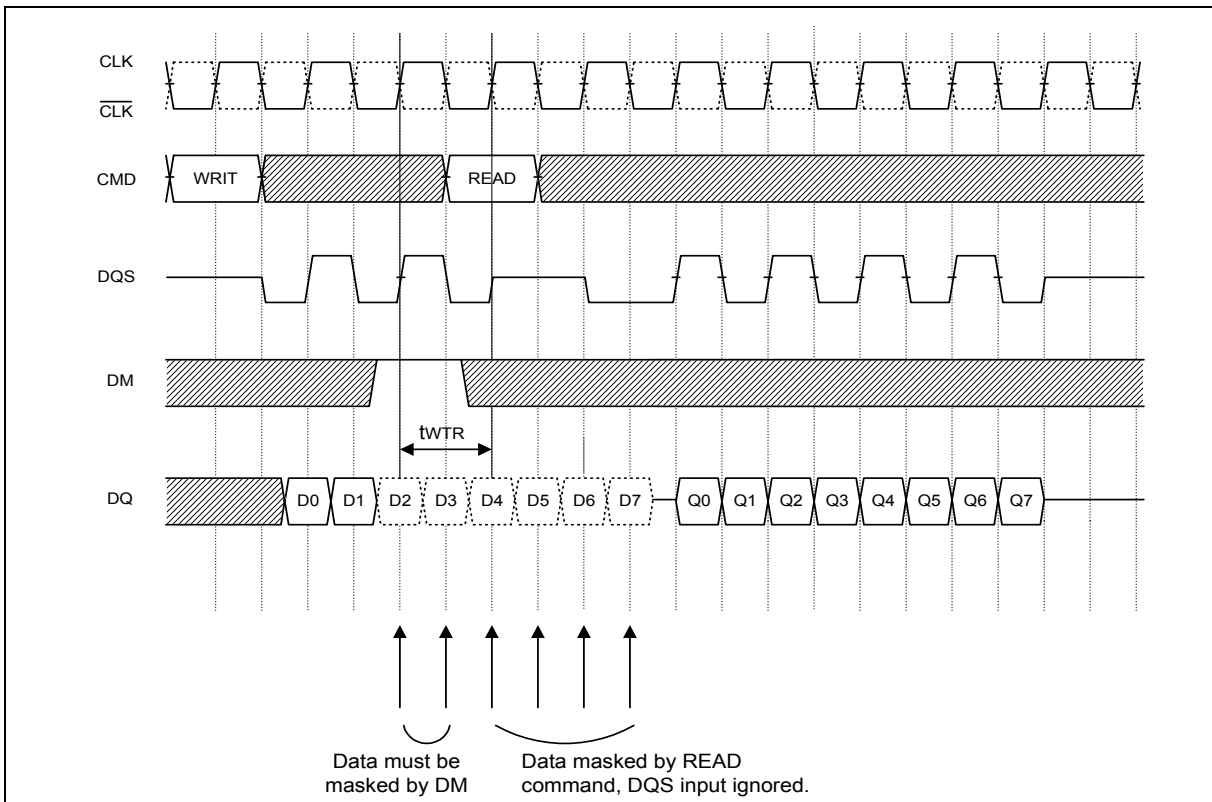 CLK
CLK
CMD WRIT READ
DQS
DM
tWTR
DQ D0 D1 D2 D3 D4 D5 D6 D7 Q0 Q1 Q2 Q3 Q4 Q5 Q6 Q7
Data must be
masked by DM
Data masked by READ
command, DQS input ignored.